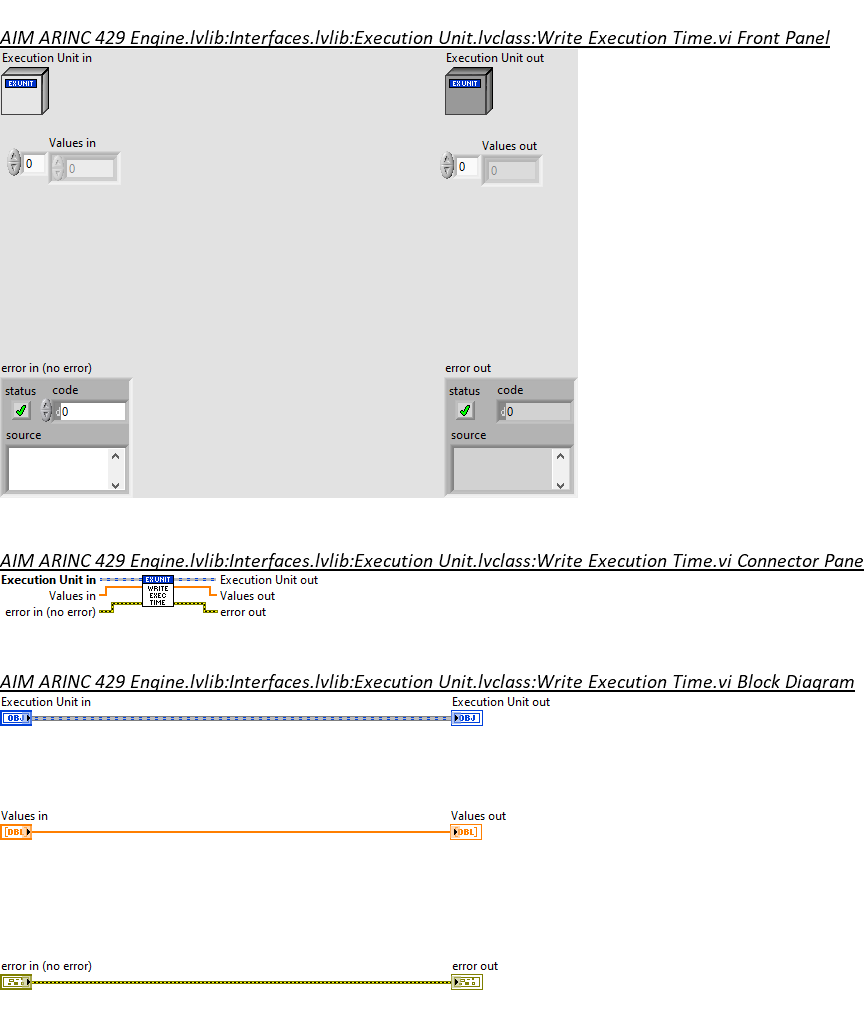 AIM ARINC 429 Engine.lvlib:Interfaces.lvlib:Execution Unit.lvclass:Write Execution Time.vi Front Panel
Execution Unit in Execution Unit out
EX UNIT EX UNIT
Values in Values out
0 0 0 0
error in (no error) error out
status code status code
d 0 d 0
source source
AIM ARINC 429 Engine.lvlib:Interfaces.lvlib:Execution Unit.lvclass:Write Execution Time.vi Connector Pane
Execution Unit in EX UNIT Execution Unit out
Values in WRITE EXEC TIME Values out
error in (no error) error out
AIM ARINC 429 Engine.lvlib:Interfaces.lvlib:Execution Unit.lvclass:Write Execution Time.vi Block Diagram
Execution Unit in Execution Unit out
OBJ OBJ
Values in Values out
[DBL] [DBL]
error in (no error) error out